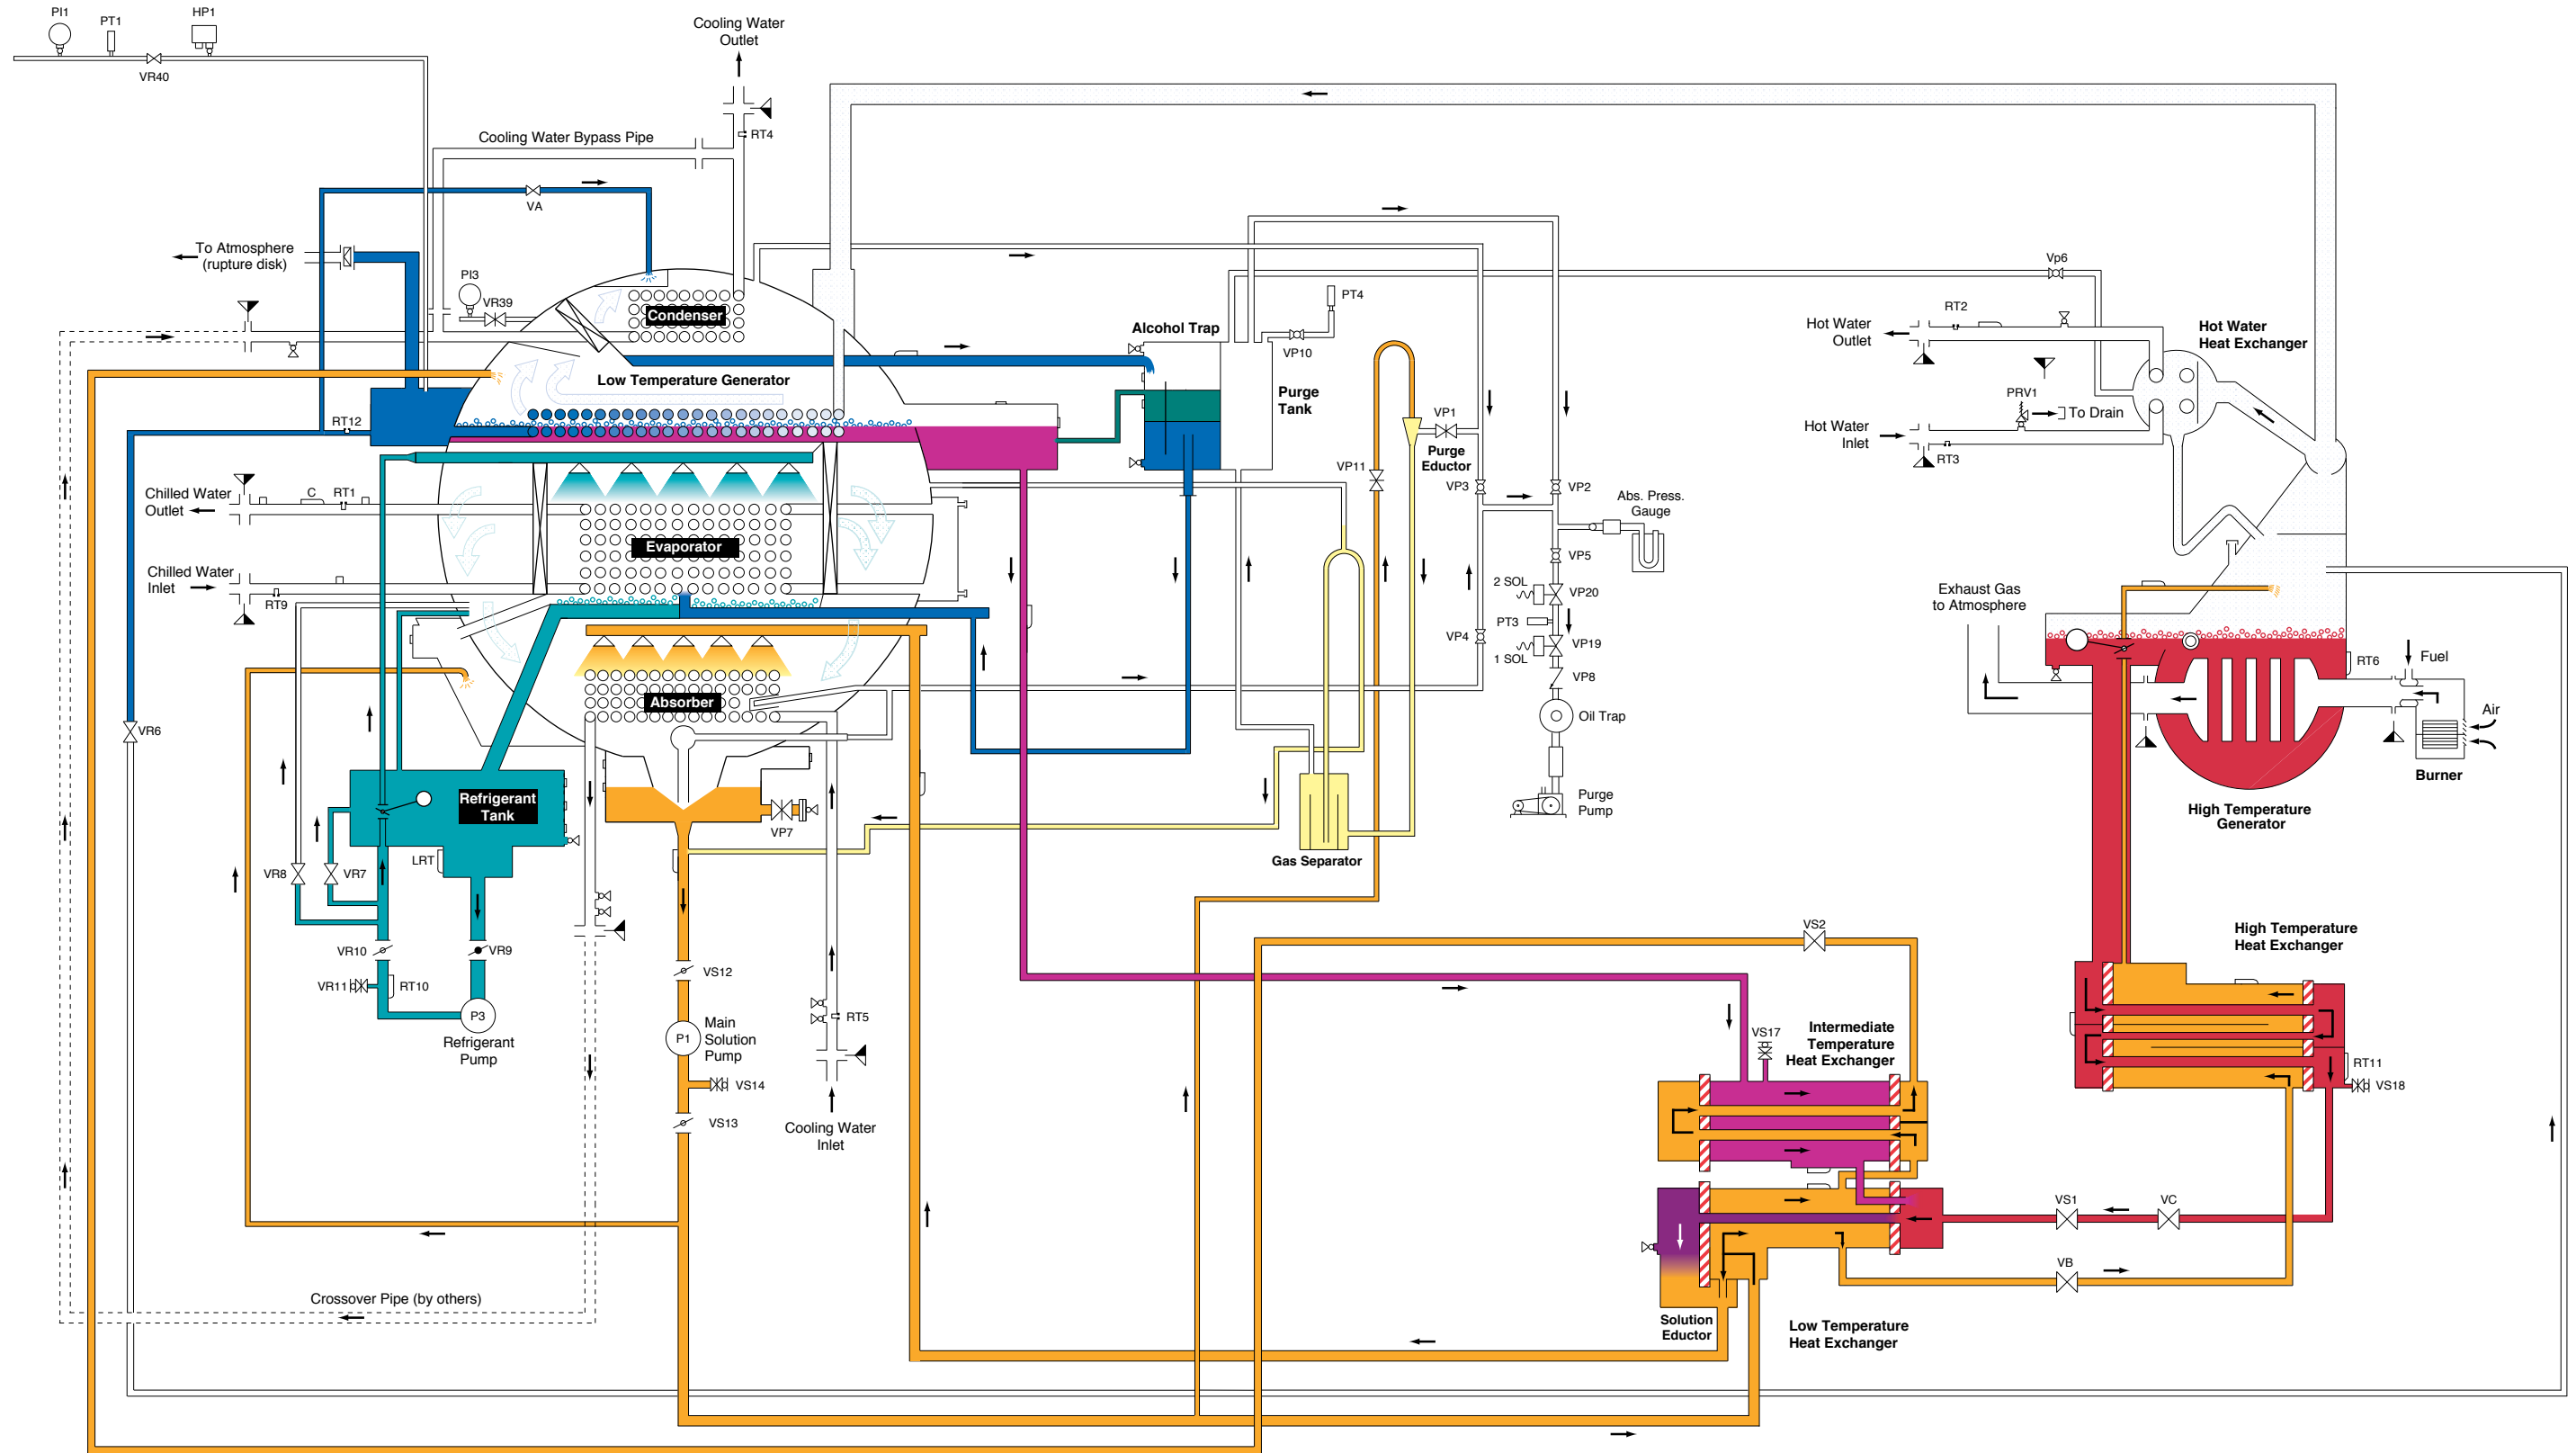 PI1
PT1
HP1
VR40
Cooling Water
Outlet
RT4
Cooling Water Bypass Pipe
VA
To Atmosphere
(rupture disk)
PI3
VR39
Condenser
Low Temperature Generator
RT12
Chilled Water
Outlet
C
RT1
Evaporator
Chilled Water
Inlet
RT9
Absorber
VR6
Refrigerant
Tank
LRT
VR8
VR7
VR10
VR9
VR11
RT10
P3
Refrigerant
Pump
VP7
VS12
P1
Main
Solution
Pump
VS14
VS13
RT5
Cooling Water
Inlet
Crossover Pipe (by others)
Alcohol Trap
PT4
VP10
Purge
Tank
VP1
Purge
Eductor
VP11
VP3
VP2
Abs. Press.
Gauge
VP5
2 SOL
VP20
PT3
VP4
VP19
1 SOL
VP8
Oil Trap
Purge
Pump
Gas Separator
Vp6
RT2
Hot Water
Outlet
Hot Water
Heat Exchanger
PRV1
To Drain
Hot Water
Inlet
RT3
Exhaust Gas
to Atmosphere
RT6
Fuel
Air
Burner
High Temperature
Generator
VS2
High Temperature
Heat Exchanger
VS17
Intermediate
Temperature
Heat Exchanger
RT11
VS18
VS1
VC
VB
Solution
Eductor
Low Temperature
Heat Exchanger